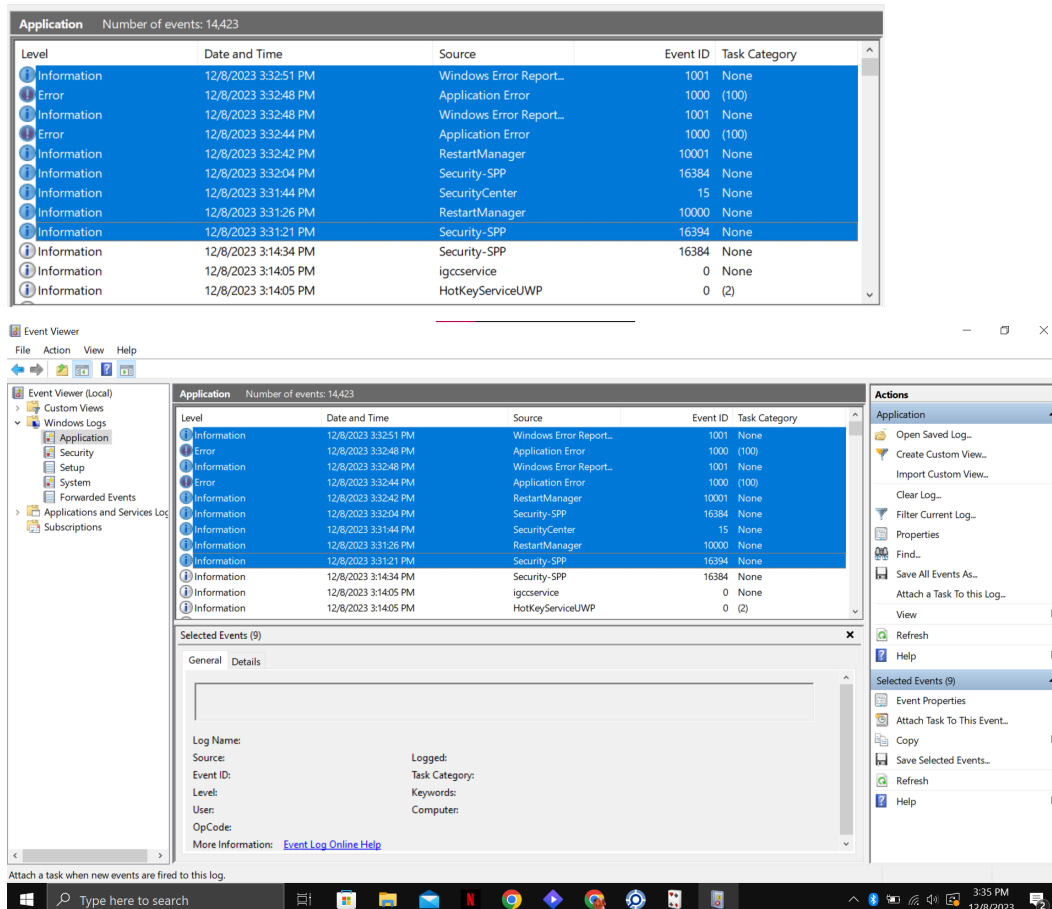 Application Number of events: 14,423
Level Date and Time Source Event ID Task Category
Information 12/8/2023 3:32:51 PM Windows Error Report... 1001 None
Error 12/8/2023 3:32:48 PM Application Error 1000 (100)
Information 12/8/2023 3:32:48 PM Windows Error Report... 1001 None
Error 12/8/2023 3:32:44 PM Application Error 1000 (100)
Information 12/8/2023 3:32:42 PM RestartManager 10001 None
Information 12/8/2023 3:32:04 PM Security-SPP 16384 None
Information 12/8/2023 3:31:44 PM SecurityCenter 15 None
Information 12/8/2023 3:31:26 PM RestartManager 10000 None
Information 12/8/2023 3:31:21 PM Security-SPP 16394 None
Information 12/8/2023 3:14:34 PM Security-SPP 16384 None
Information 12/8/2023 3:14:05 PM igccservice 0 None
Information 12/8/2023 3:14:05 PM HotKeyServiceUWP 0 (2)
Event Viewer
File Action View Help
Event Viewer (Local)
Custom Views
Windows Logs
Application
Security
Setup
System
Forwarded Events
Applications and Services Log
Subscriptions
Application Number of events: 14,423
Level Date and Time Source Event ID Task Category
Information 12/8/2023 3:32:51 PM Windows Error Report... 1001 None
Error 12/8/2023 3:32:48 PM Application Error 1000 (100)
Information 12/8/2023 3:32:48 PM Windows Error Report... 1001 None
Error 12/8/2023 3:32:44 PM Application Error 1000 (100)
Information 12/8/2023 3:32:42 PM RestartManager 10001 None
Information 12/8/2023 3:32:04 PM Security-SPP 16384 None
Information 12/8/2023 3:31:44 PM SecurityCenter 15 None
Information 12/8/2023 3:31:26 PM RestartManager 10000 None
Information 12/8/2023 3:31:21 PM Security-SPP 16394 None
Information 12/8/2023 3:14:34 PM Security-SPP 16384 None
Information 12/8/2023 3:14:05 PM igccservice 0 None
Information 12/8/2023 3:14:05 PM HotKeyServiceUWP 0 (2)
Selected Events (9)
General Details
Log Name:
Source: Logged:
Event ID: Task Category:
Level: Keywords:
User: Computer:
OpCode:
More Information: Event Log Online Help
Actions
Application
Open Saved Log...
Create Custom View...
Import Custom View...
Clear Log...
Filter Current Log...
Properties
Find...
Save All Events As...
Attach a Task To this Log...
View
Refresh
Help
Selected Events (9)
Event Properties
Attach Task To This Event...
Copy
Save Selected Events...
Refresh
Help
Attach a task when new events are fired to this log.
Type here to search
3:35 PM
12/8/2023
2